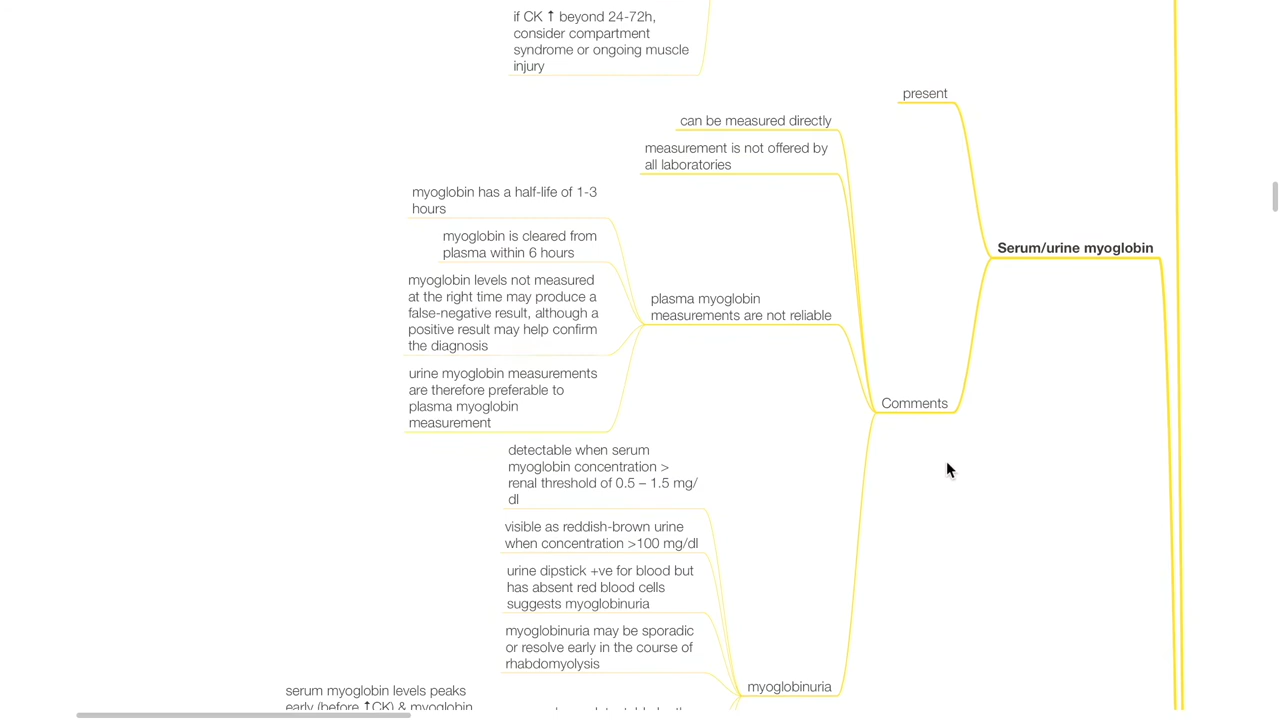 if CK ↑ beyond 24-72h,
consider compartment
syndrome or ongoing muscle
injury
present
can be measured directly
measurement is not offered by
all laboratories
myoglobin has a half-life of 1-3
hours
myoglobin is cleared from
plasma within 6 hours
Serum/urine myoglobin
myoglobin levels not measured
at the right time may produce a
false-negative result, although a
positive result may help confirm
the diagnosis
plasma myoglobin
measurements are not reliable
urine myoglobin measurements
are therefore preferable to
plasma myoglobin
measurement
Comments
detectable when serum
myoglobin concentration >
renal threshold of 0.5 – 1.5 mg/
dl
visible as reddish-brown urine
when concentration >100 mg/dl
urine dipstick +ve for blood but
has absent red blood cells
suggests myoglobinuria
myoglobinuria may be sporadic
or resolve early in the course of
rhabdomyolysis
myoglobinuria
serum myoglobin levels peaks
early (before ↑CK) & myoglobin